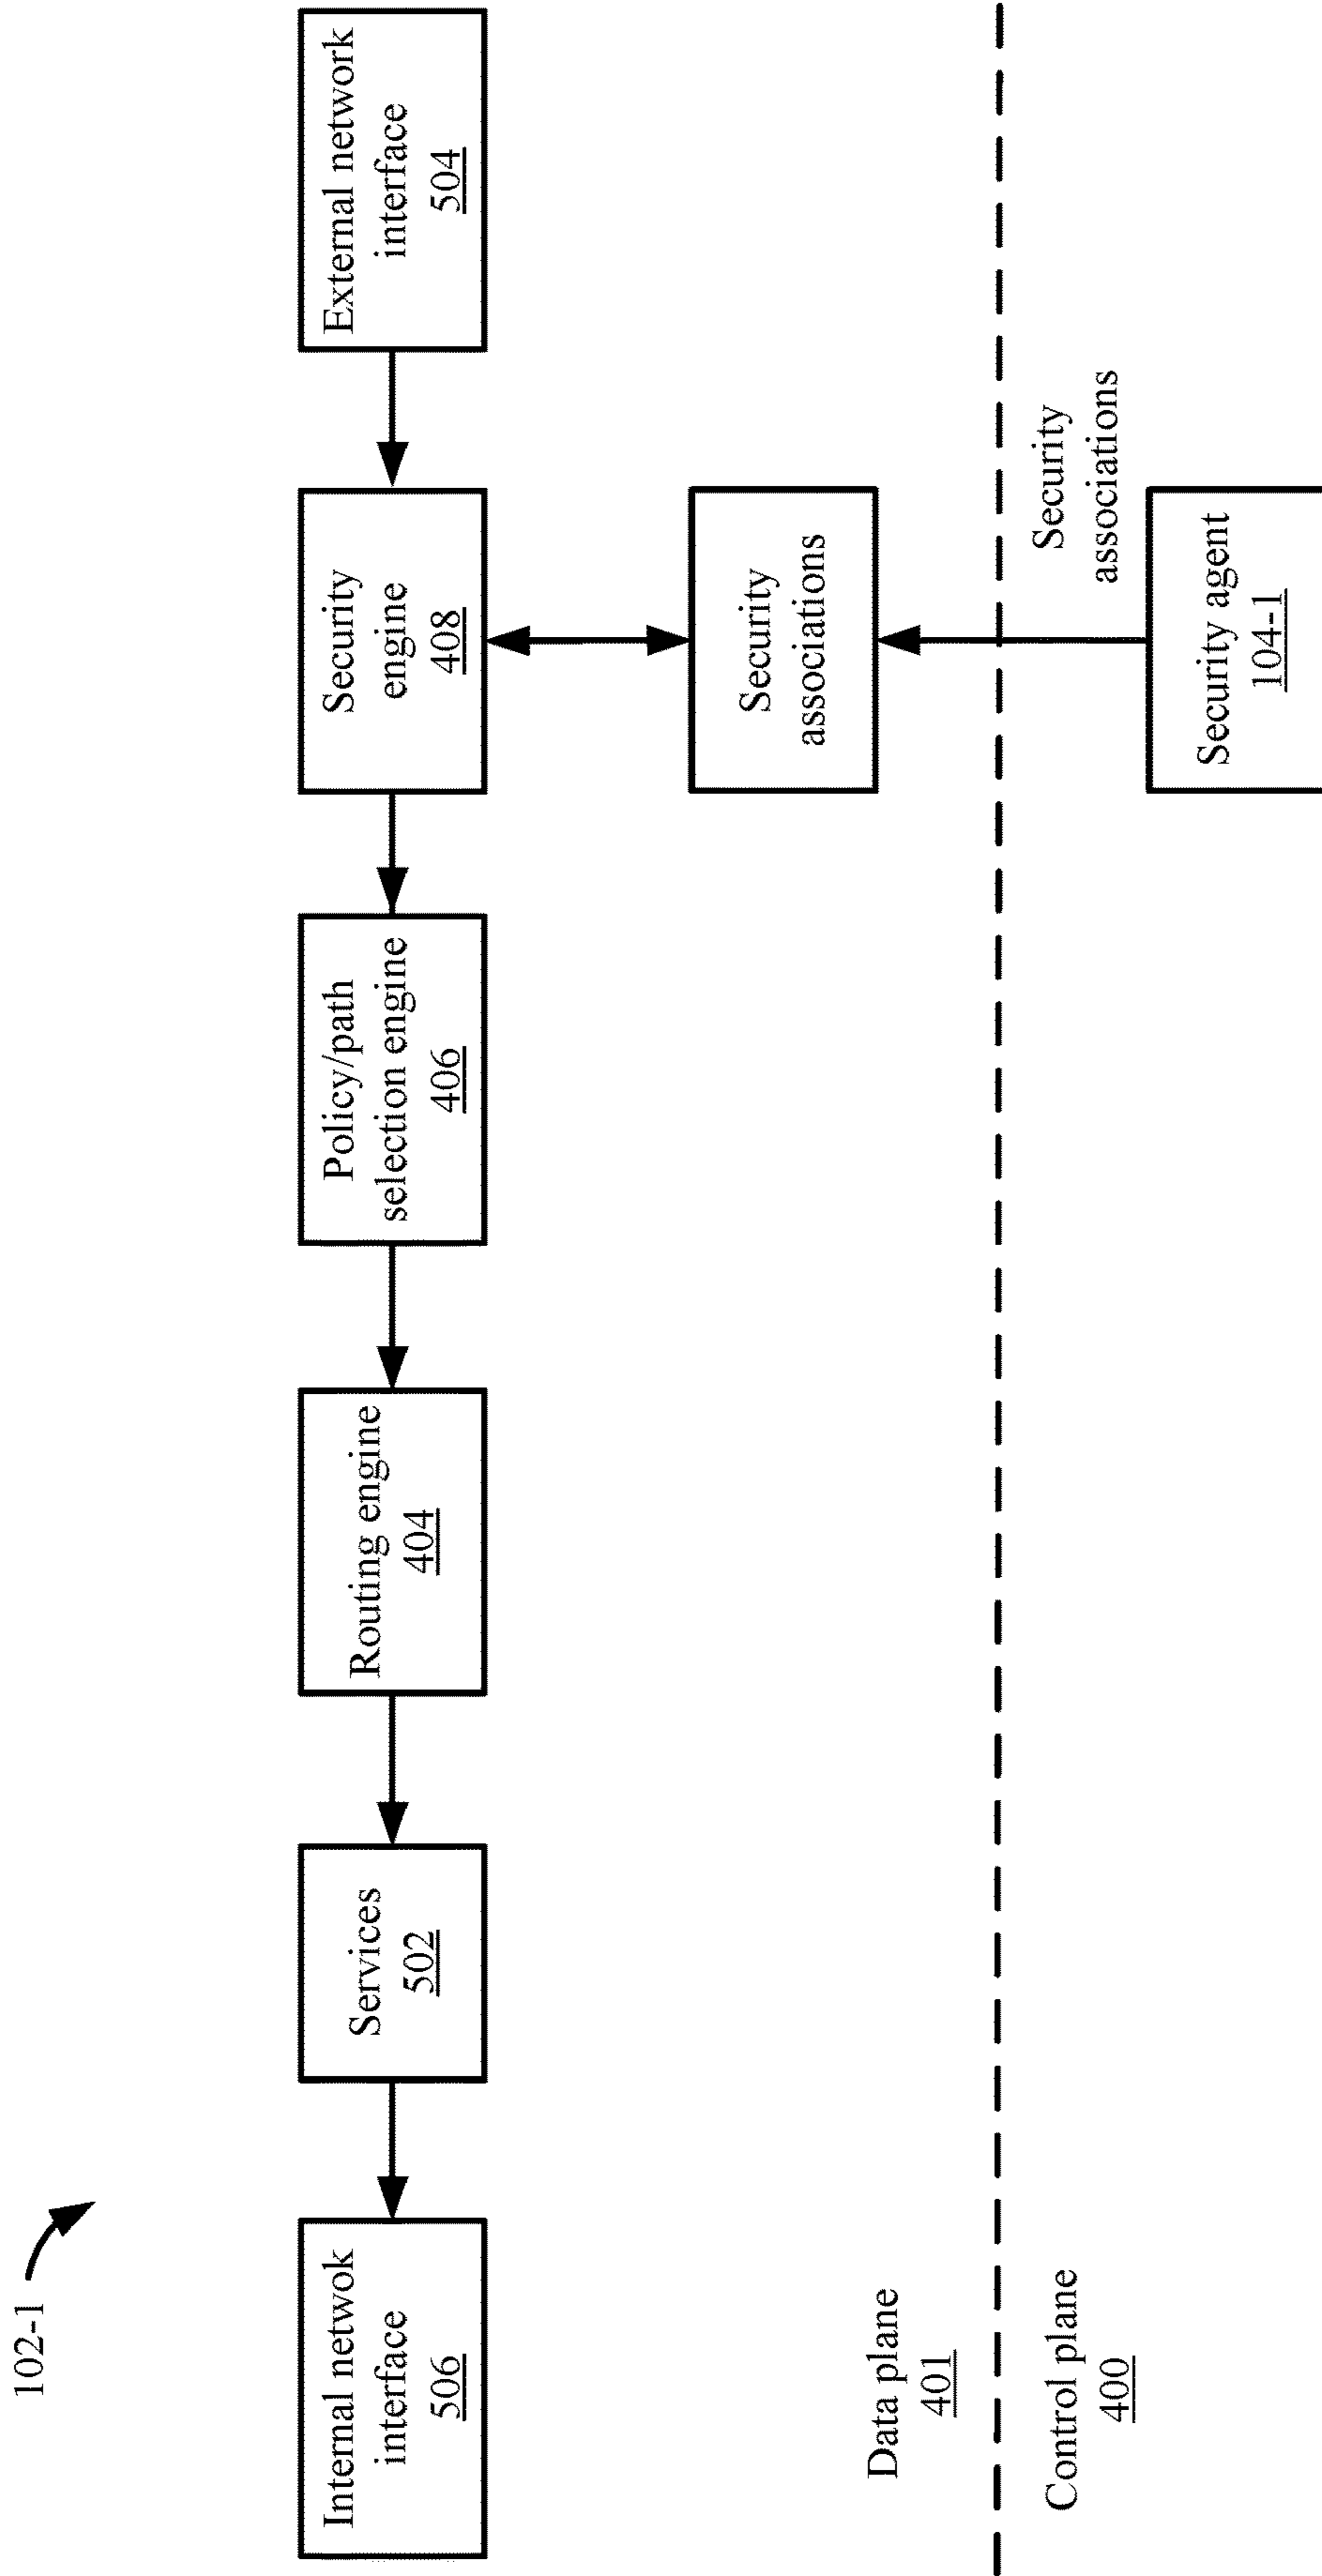 102-1
Internal netwok
interface
506
Services
502
Routing engine
404
Policy/path
selection engine
406
Security
engine
408
External network
interface
504
Security
associations
Data plane
401
Control plane
400
Security
associations
Security agent
104-1